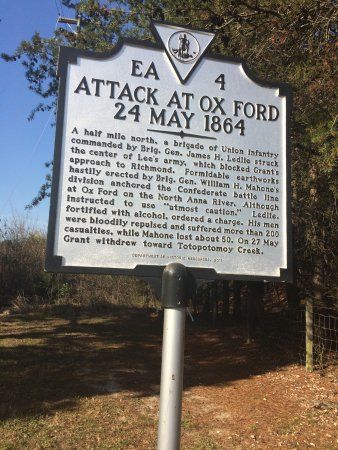 EA 4
ATTACK AT OX FORD
24 MAY 1864
A half mile north, a brigade of Union infantry
commanded by Brig. Gen. James H. Ledlie struck
the center of Lee's army, which blocked Grant's
approach to Richmond. Formidable earthworks
hastily erected by Brig. Gen. William H. Mahone's
division anchored the Confederate battle line
at Ox Ford on the North Anna River. Although
instructed to use "utmost caution," Ledlie,
fortified with alcohol, ordered a charge. His men
were bloodily repulsed and suffered more than 200
casualties, while Mahone lost about 50. On 27 May
Grant withdrew toward Totopotomoy Creek.
DEPARTMENT OF HISTORIC RESOURCES,